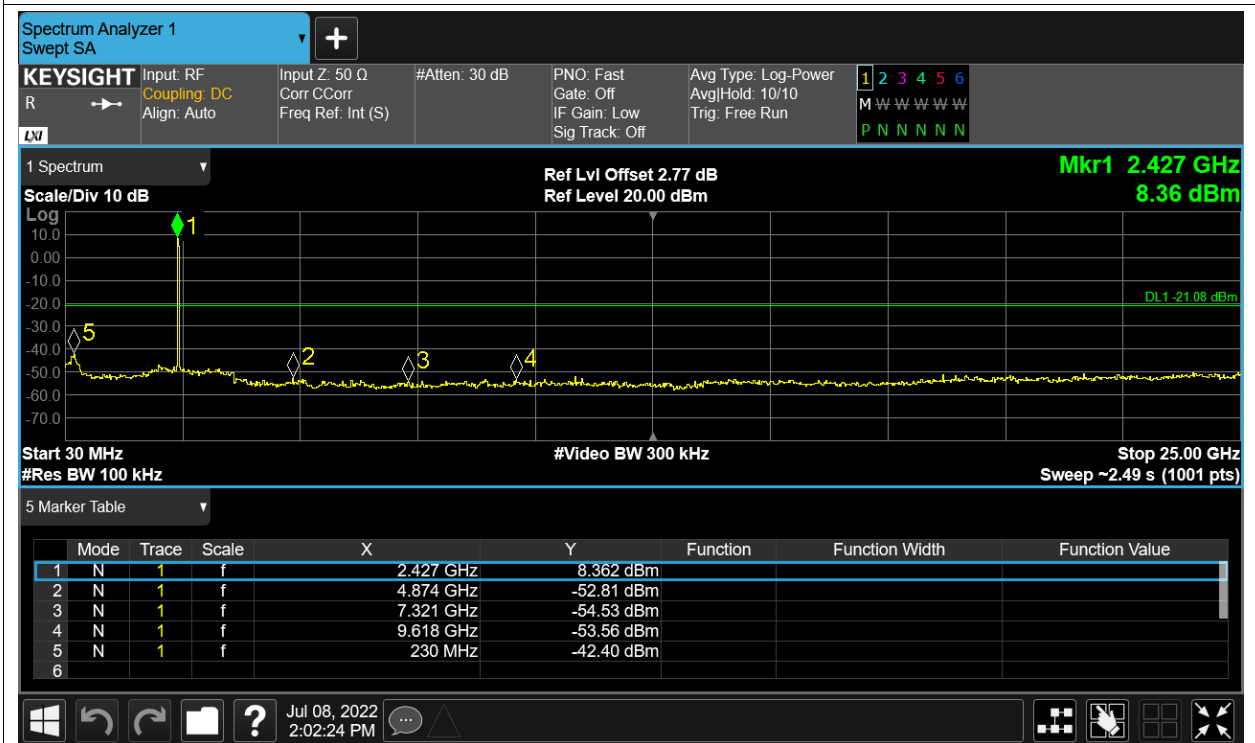 Spectrum Analyzer 1
Swept SA
+
KEYSIGHT Input: RF Input Z: 50 Ω #Atten: 30 dB PNO: Fast Avg Type: Log-Power 1 2 3 4 5 6
R Coupling: DC Corr CCorr Gate: Off Avg|Hold: 10/10 M W W W W W
Align: Auto Freq Ref: Int (S) IF Gain: Low Trig: Free Run
LXI Sig Track: Off P N N N N N
1 Spectrum Ref Lvl Offset 2.77 dB Mkr1 2.427 GHz
Scale/Div 10 dB Ref Level 20.00 dBm 8.36 dBm
Log
1
10.0
0.00
-10.0
-20.0 DL1 -21.08 dBm
-30.0
5
-40.0
2 3 4
-50.0
-60.0
-70.0
Start 30 MHz #Video BW 300 kHz Stop 25.00 GHz
#Res BW 100 kHz Sweep ~2.49 s (1001 pts)
5 Marker Table
Mode Trace Scale X Y Function Function Width Function Value
1 N 1 f 2.427 GHz 8.362 dBm
2 N 1 f 4.874 GHz -52.81 dBm
3 N 1 f 7.321 GHz -54.53 dBm
4 N 1 f 9.618 GHz -53.56 dBm
5 N 1 f 230 MHz -42.40 dBm
6
? Jul 08, 2022
2:02:24 PM